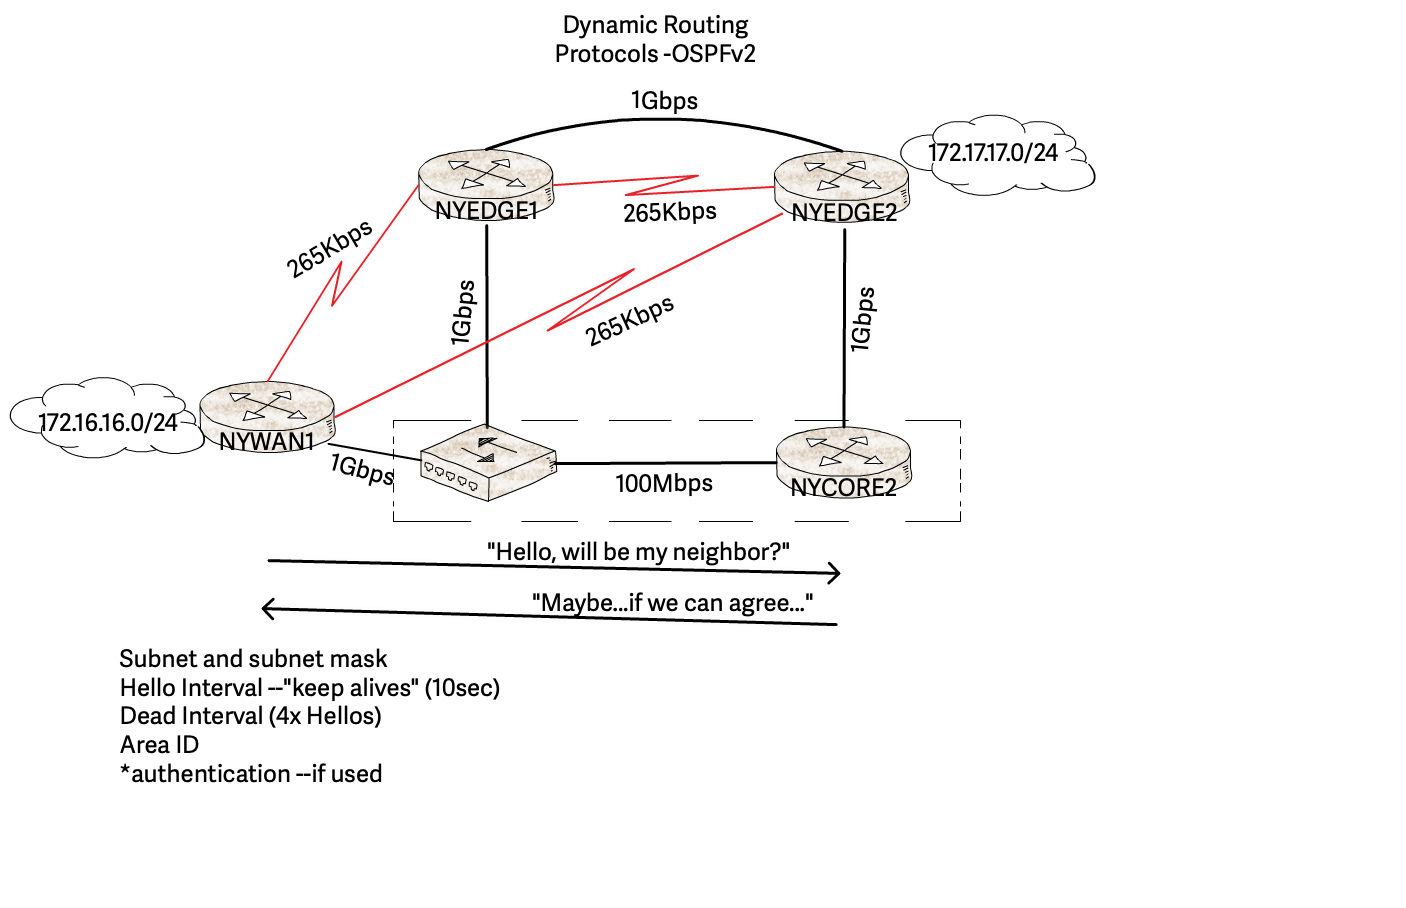 Dynamic Routing
Protocols -OSPFv2
1Gbps
172.17.17.0/24
NYEDGE1
265Kbps
NYEDGE2
265Kbps
1Gbps
265Kbps
1Gbps
172.16.16.0/24
NYWAN1
1Gbps
100Mbps
NYCORE2
"Hello, will be my neighbor?"
"Maybe...if we can agree..."
Subnet and subnet mask
Hello Interval --"keep alives" (10sec)
Dead Interval (4x Hellos)
Area ID
*authentication --if used